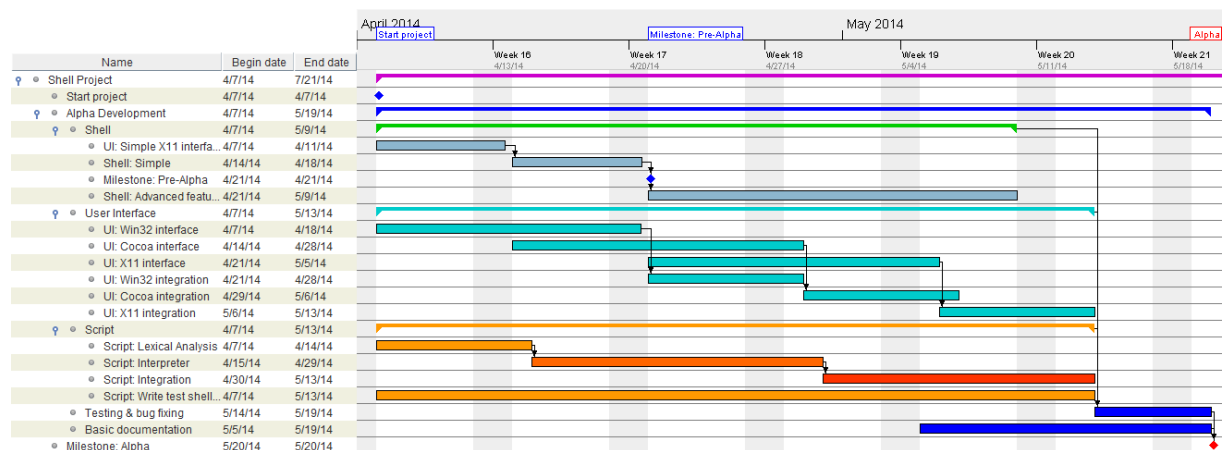 April 2014
May 2014
Start project
Milestone: Pre-Alpha
Alpha
Week 16
Week 17
Week 18
Week 19
Week 20
Week 21
4/13/14
4/20/14
4/27/14
5/4/14
5/11/14
5/18/14
Name Begin date End date
Shell Project 4/7/14 7/21/14
Start project 4/7/14 4/7/14
Alpha Development 4/7/14 5/19/14
Shell 4/7/14 5/9/14
UI: Simple X11 interfa... 4/7/14 4/11/14
Shell: Simple 4/14/14 4/18/14
Milestone: Pre-Alpha 4/21/14 4/21/14
Shell: Advanced featu... 4/21/14 5/9/14
User Interface 4/7/14 5/13/14
UI: Win32 interface 4/7/14 4/18/14
UI: Cocoa interface 4/14/14 4/28/14
UI: X11 interface 4/21/14 5/5/14
UI: Win32 integration 4/21/14 4/28/14
UI: Cocoa integration 4/29/14 5/6/14
UI: X11 integration 5/6/14 5/13/14
Script 4/7/14 5/13/14
Script: Lexical Analysis 4/7/14 4/14/14
Script: Interpreter 4/15/14 4/29/14
Script: Integration 4/30/14 5/13/14
Script: Write test shell... 4/7/14 5/13/14
Testing & bug fixing 5/14/14 5/19/14
Basic documentation 5/5/14 5/19/14
Milestone: Alpha 5/20/14 5/20/14